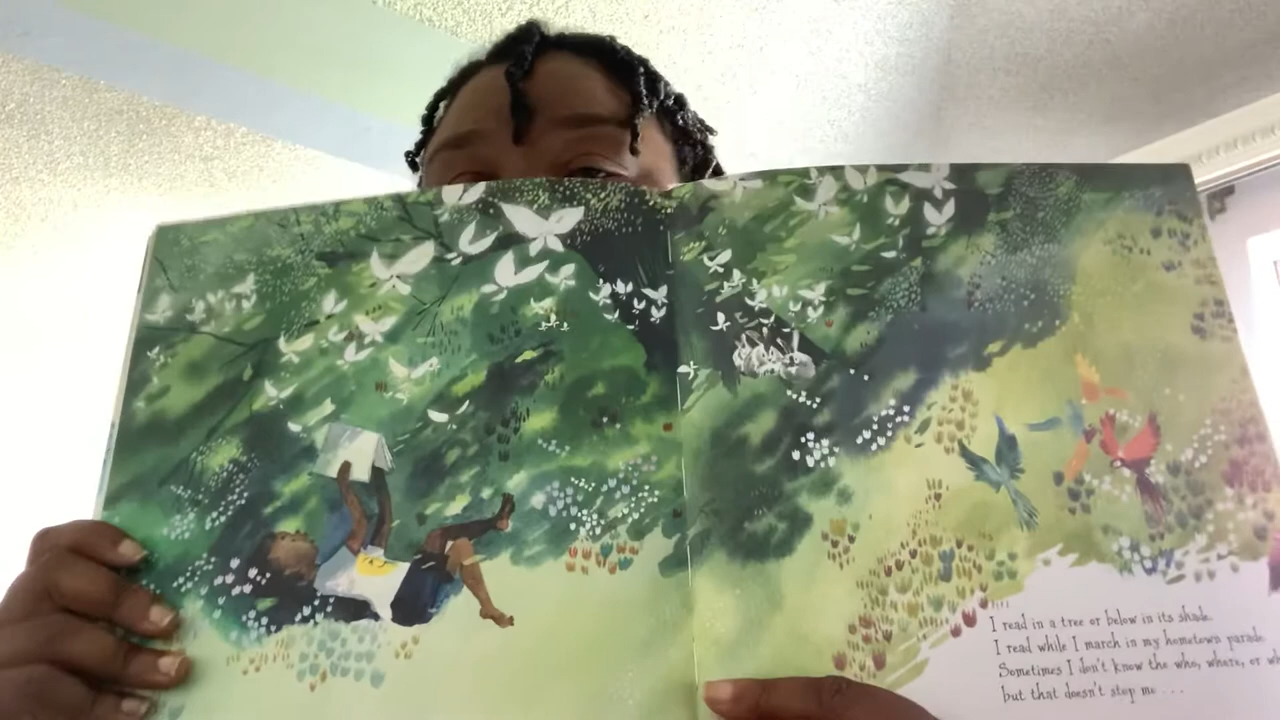 I read in a tree or below in its shade.
I read while I march in my hometown parade.
Sometimes I don't know the who, where, or
but that doesn't stop me . . .